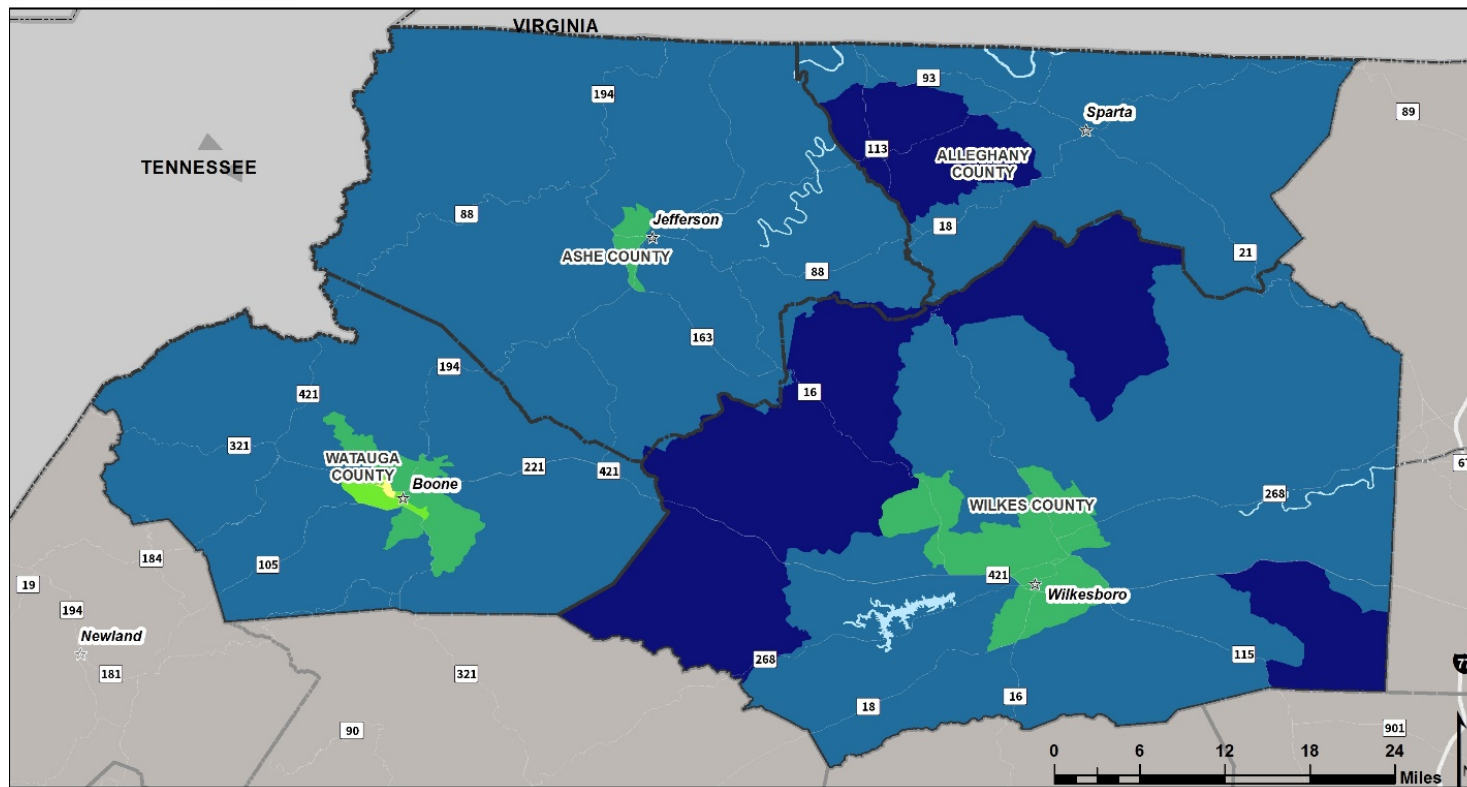 VIRGINIA
194
93
89
Sparta
TENNESSEE
113
ALLEGHANY
COUNTY
88
Jefferson
18
ASHE COUNTY
88
21
163
194
421
16
321
WATAUGA
COUNTY
Boone
221
421
WILKES COUNTY
268
184
105
19
421
Wilkesboro
194
Newland
181
321
268
115
18
16
90
901
0 6 12 18 24
Miles